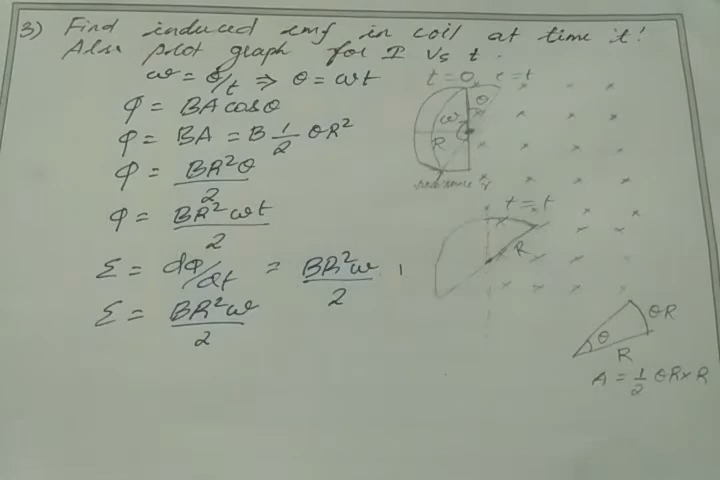 3) Find induced emf in coil at time 't'!
Also plot graph for I Vs t.
ω = θ/t ⇒ θ = ωt
φ = BA cosθ
φ = BA = B 1/2 θR²
φ = BR²θ/2
φ = BR²ωt/2
Σ = dφ/dt = BR²ω/2
Σ = BR²ω/2
t = 0
t = t
θ
ω
R
t = t
R
θR
θ
R
A = 1/2 θR×R